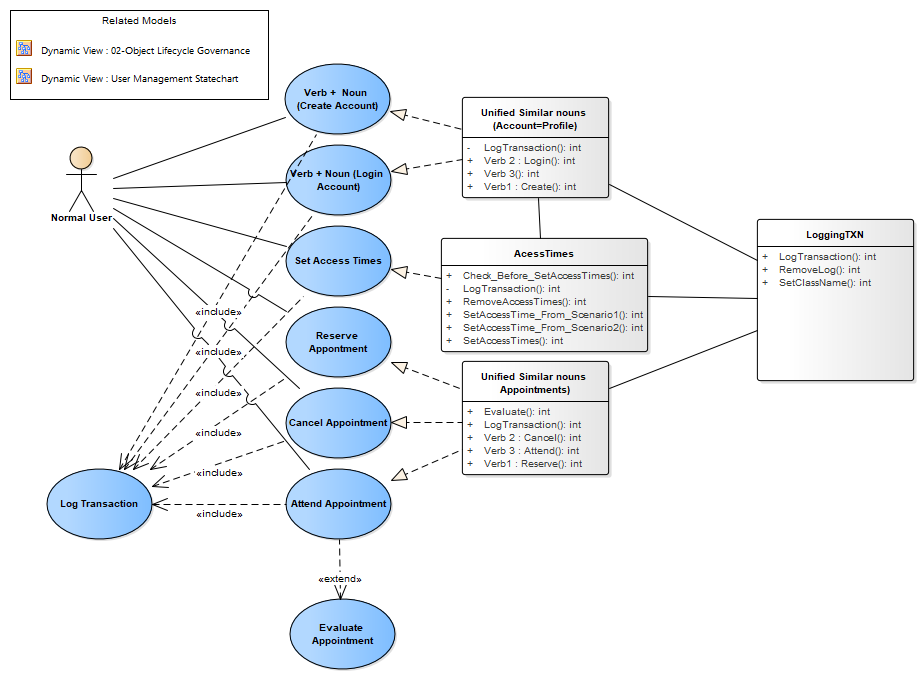 Related Models
Dynamic View : 02-Object Lifecycle Governance
Dynamic View : User Management Statechart
Normal User
Verb + Noun
(Create Account)
Verb + Noun (Login
Account)
Set Access Times
Reserve
Appontment
Cancel Appointment
Attend Appointment
Log Transaction
Evaluate
Appointment
«include»
«include»
«include»
«include»
«include»
«include»
«extend»
Unified Similar nouns
(Account=Profile)
- LogTransaction(): int
+ Verb 2 : Login(): int
+ Verb 3(): int
+ Verb1 : Create(): int
AcessTimes
+ Check_Before_SetAccessTimes(): int
- LogTransaction(): int
+ RemoveAccessTimes(): int
+ SetAccessTime_From_Scenario1(): int
+ SetAccessTime_From_Scenario2(): int
+ SetAccessTimes(): int
Unified Similar nouns
Appointments)
+ Evaluate(): int
+ LogTransaction(): int
+ Verb 2 : Cancel(): int
+ Verb 3 : Attend(): int
+ Verb1 : Reserve(): int
LoggingTXN
+ LogTransaction(): int
+ RemoveLog(): int
+ SetClassName(): int